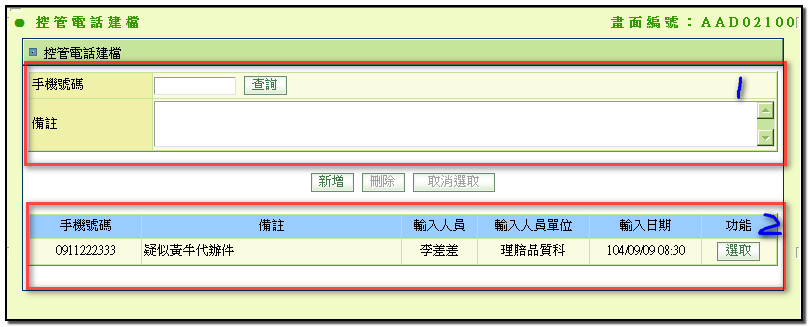 控管電話建檔 畫面編號：AAD02100
控管電話建檔
手機號碼 查詢 1
備註
新增 刪除 取消選取
手機號碼 備註 輸入人員 輸入人員單位 輸入日期 功能 2
0911222333 疑似黃牛代辦件 李差差 理賠品質科 104/09/09 08:30 選取